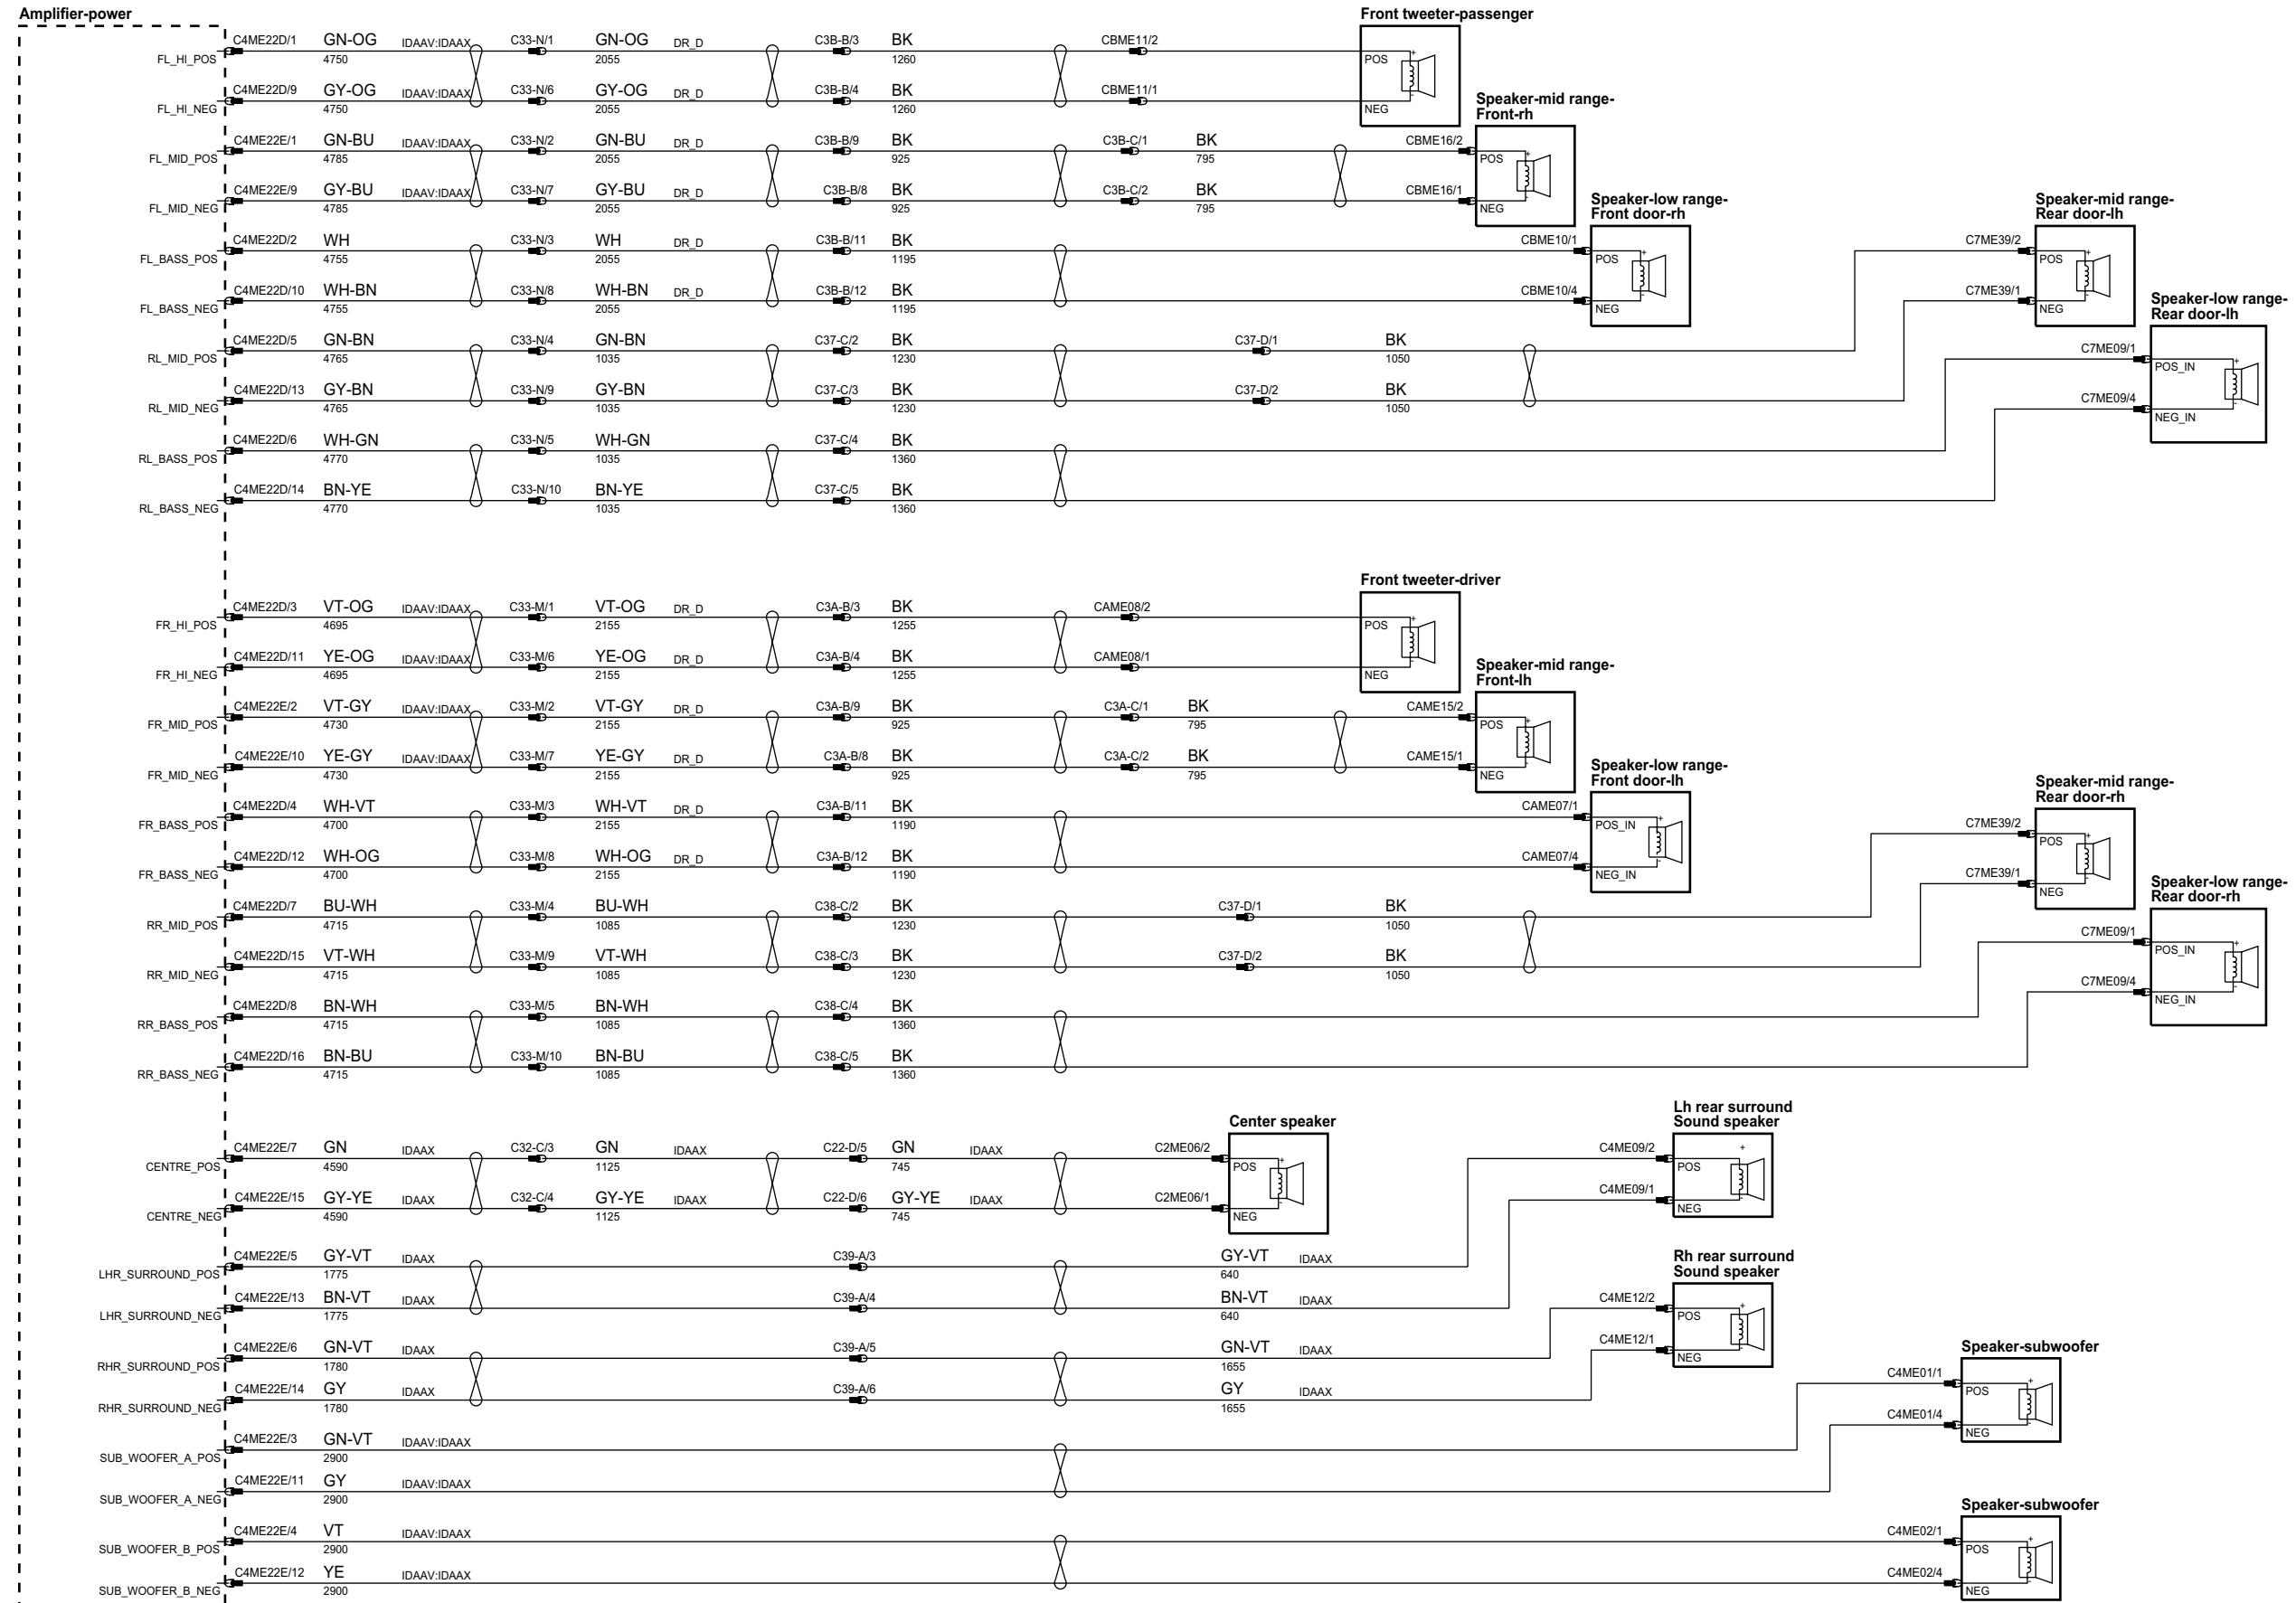 Amplifier-power
Front tweeter-passenger
C4ME22D/1 GN-OG IDAAV:IDAAX C33-N/1 GN-OG DR_D C3B-B/3 BK CBME11/2
FL_HI_POS 4750 2055 1260 POS + -
C4ME22D/9 GY-OG IDAAV:IDAAX C33-N/6 GY-OG DR_D C3B-B/4 BK CBME11/1
FL_HI_NEG 4750 2055 1260 NEG
Speaker-mid range-
Front-rh
C4ME22E/1 GN-BU IDAAV:IDAAX C33-N/2 GN-BU DR_D C3B-B/9 BK C3B-C/1 BK CBME16/2
FL_MID_POS 4785 2055 925 795 POS + -
C4ME22E/9 GY-BU IDAAV:IDAAX C33-N/7 GY-BU DR_D C3B-B/8 BK C3B-C/2 BK CBME16/1
FL_MID_NEG 4785 2055 925 795 NEG
Speaker-low range-
Front door-rh
Speaker-mid range-
Rear door-lh
C4ME22D/2 WH C33-N/3 WH DR_D C3B-B/11 BK CBME10/1 C7ME39/2
FL_BASS_POS 4755 2055 1195 POS + - POS + -
C4ME22D/10 WH-BN C33-N/8 WH-BN DR_D C3B-B/12 BK CBME10/4 C7ME39/1
FL_BASS_NEG 4755 2055 1195 NEG NEG
Speaker-low range-
Rear door-lh
C4ME22D/5 GN-BN C33-N/4 GN-BN C37-C/2 BK C37-D/1 BK C7ME09/1
RL_MID_POS 4765 1035 1230 1050 POS_IN + -
C4ME22D/13 GY-BN C33-N/9 GY-BN C37-C/3 BK C37-D/2 BK C7ME09/4
RL_MID_NEG 4765 1035 1230 1050 NEG_IN
C4ME22D/6 WH-GN C33-N/5 WH-GN C37-C/4 BK
RL_BASS_POS 4770 1035 1360
C4ME22D/14 BN-YE C33-N/10 BN-YE C37-C/5 BK
RL_BASS_NEG 4770 1035 1360
Front tweeter-driver
C4ME22D/3 VT-OG IDAAV:IDAAX C33-M/1 VT-OG DR_D C3A-B/3 BK CAME08/2
FR_HI_POS 4695 2155 1255 POS + -
C4ME22D/11 YE-OG IDAAV:IDAAX C33-M/6 YE-OG DR_D C3A-B/4 BK CAME08/1
FR_HI_NEG 4695 2155 1255 NEG
Speaker-mid range-
Front-lh
C4ME22E/2 VT-GY IDAAV:IDAAX C33-M/2 VT-GY DR_D C3A-B/9 BK C3A-C/1 BK CAME15/2
FR_MID_POS 4730 2155 925 795 POS + -
C4ME22E/10 YE-GY IDAAV:IDAAX C33-M/7 YE-GY DR_D C3A-B/8 BK C3A-C/2 BK CAME15/1
FR_MID_NEG 4730 2155 925 795 NEG
Speaker-low range-
Front door-lh
Speaker-mid range-
Rear door-rh
C4ME22D/4 WH-VT C33-M/3 WH-VT DR_D C3A-B/11 BK CAME07/1 C7ME39/2
FR_BASS_POS 4700 2155 1190 POS_IN + - POS + -
C4ME22D/12 WH-OG C33-M/8 WH-OG DR_D C3A-B/12 BK CAME07/4 C7ME39/1
FR_BASS_NEG 4700 2155 1190 NEG_IN NEG
Speaker-low range-
Rear door-rh
C4ME22D/7 BU-WH C33-M/4 BU-WH C38-C/2 BK C37-D/1 BK C7ME09/1
RR_MID_POS 4715 1085 1230 1050 POS_IN + -
C4ME22D/15 VT-WH C33-M/9 VT-WH C38-C/3 BK C37-D/2 BK C7ME09/4
RR_MID_NEG 4715 1085 1230 1050 NEG_IN
C4ME22D/8 BN-WH C33-M/5 BN-WH C38-C/4 BK
RR_BASS_POS 4715 1085 1360
C4ME22D/16 BN-BU C33-M/10 BN-BU C38-C/5 BK
RR_BASS_NEG 4715 1085 1360
Center speaker
Lh rear surround
Sound speaker
C4ME22E/7 GN IDAAX C32-C/3 GN IDAAX C22-D/5 GN IDAAX C2ME06/2 C4ME09/2
CENTRE_POS 4590 1125 745 POS + - POS + -
C4ME22E/15 GY-YE IDAAX C32-C/4 GY-YE IDAAX C22-D/6 GY-YE IDAAX C2ME06/1 C4ME09/1
CENTRE_NEG 4590 1125 745 NEG NEG
Rh rear surround
Sound speaker
C4ME22E/5 GY-VT IDAAX C39-A/3 GY-VT IDAAX
LHR_SURROUND_POS 1775 640
C4ME22E/13 BN-VT IDAAX C39-A/4 BN-VT IDAAX C4ME12/2
LHR_SURROUND_NEG 1775 640 POS + -
C4ME22E/6 GN-VT IDAAX C39-A/5 GN-VT IDAAX C4ME12/1
RHR_SURROUND_POS 1780 1655 NEG
Speaker-subwoofer
C4ME22E/14 GY IDAAX C39-A/6 GY IDAAX C4ME01/1
RHR_SURROUND_NEG 1780 1655 POS + -
C4ME22E/3 GN-VT IDAAV:IDAAX C4ME01/4
SUB_WOOFER_A_POS 2900 NEG
C4ME22E/11 GY IDAAV:IDAAX
SUB_WOOFER_A_NEG 2900
Speaker-subwoofer
C4ME22E/4 VT IDAAV:IDAAX C4ME02/1
SUB_WOOFER_B_POS 2900 POS + -
C4ME22E/12 YE IDAAV:IDAAX C4ME02/4
SUB_WOOFER_B_NEG 2900 NEG